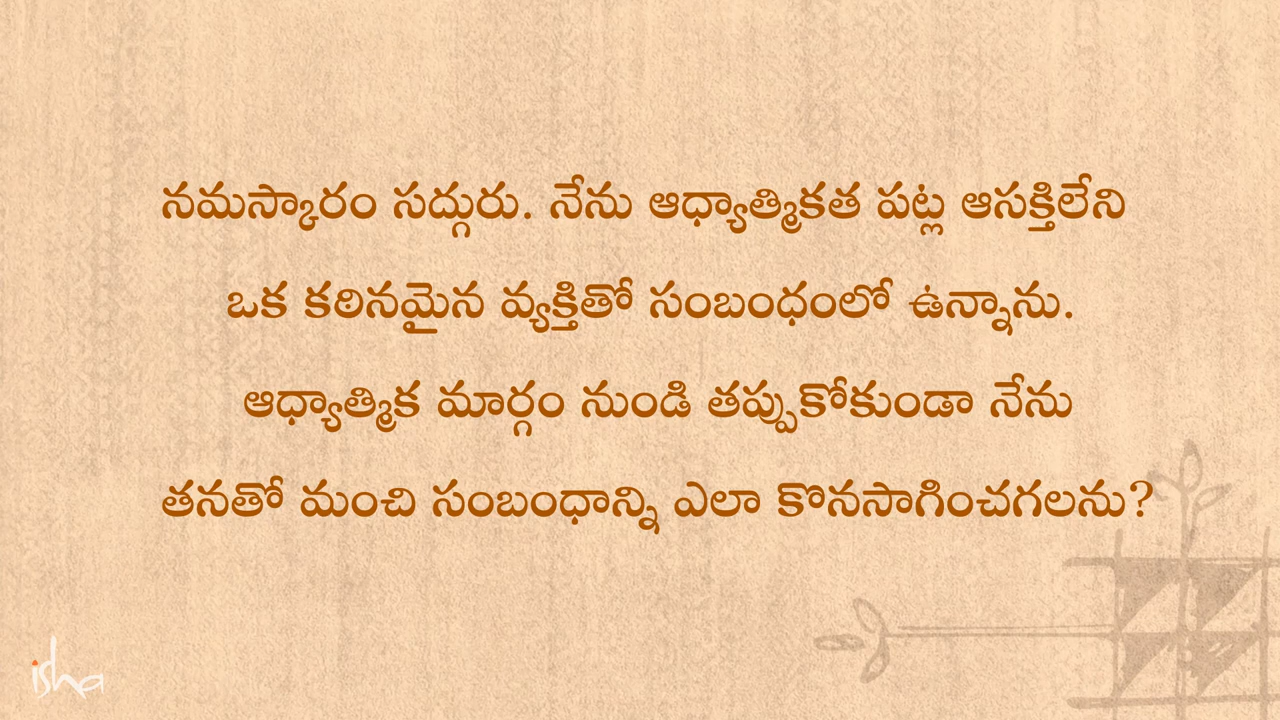 నమస్కారం సద్గురు. నేను ఆధ్యాత్మికత పట్ల ఆసక్తిలేని
ఒక కఠినమైన వ్యక్తితో సంబంధంలో ఉన్నాను.
ఆధ్యాత్మిక మార్గం నుండి తప్పుకోకుండా నేను
తనతో మంచి సంబంధాన్ని ఎలా కొనసాగించగలను?
isha